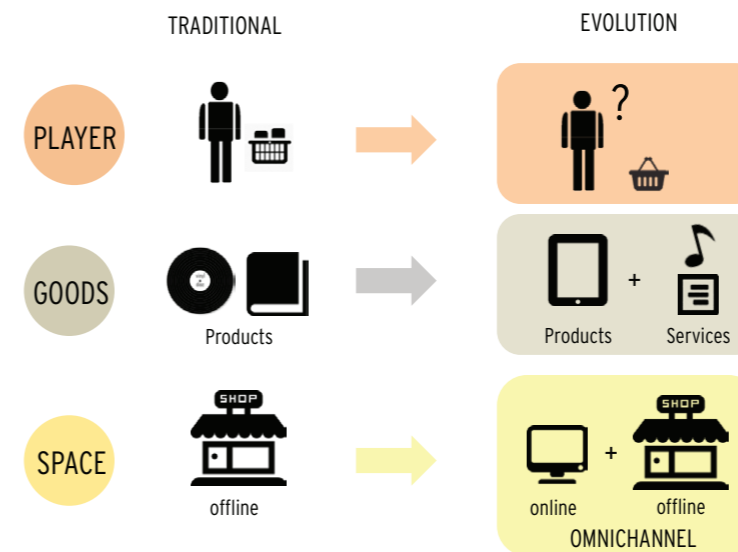 TRADITIONAL
EVOLUTION
PLAYER
?
GOODS
Products
+
Products
Services
SPACE
SHOP
offline
SHOP
+
online
offline
OMNICHANNEL